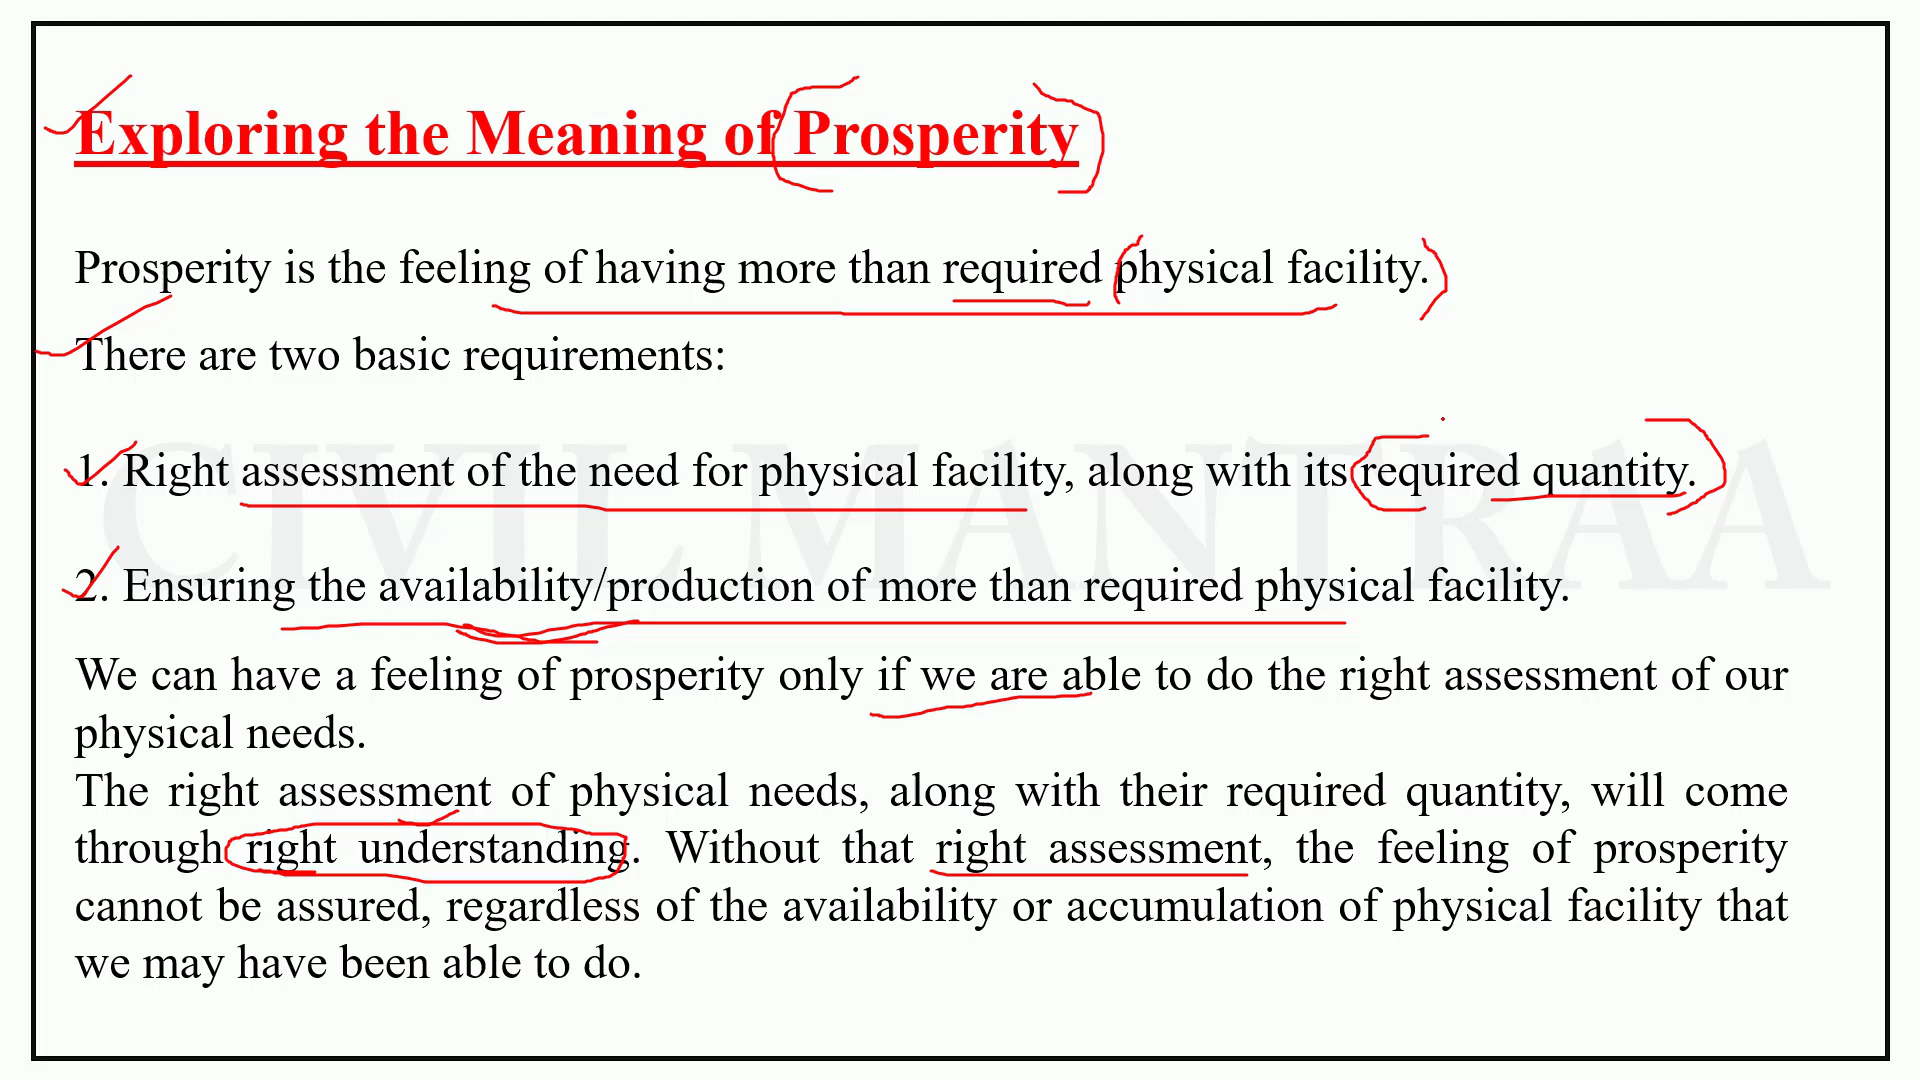 Exploring the Meaning of Prosperity
Prosperity is the feeling of having more than required physical facility.
There are two basic requirements:
CIVIL MANTRAA
1. Right assessment of the need for physical facility, along with its required quantity.
2. Ensuring the availability/production of more than required physical facility.
We can have a feeling of prosperity only if we are able to do the right assessment of our
physical needs.
The right assessment of physical needs, along with their required quantity, will come
through right understanding. Without that right assessment, the feeling of prosperity
cannot be assured, regardless of the availability or accumulation of physical facility that
we may have been able to do.